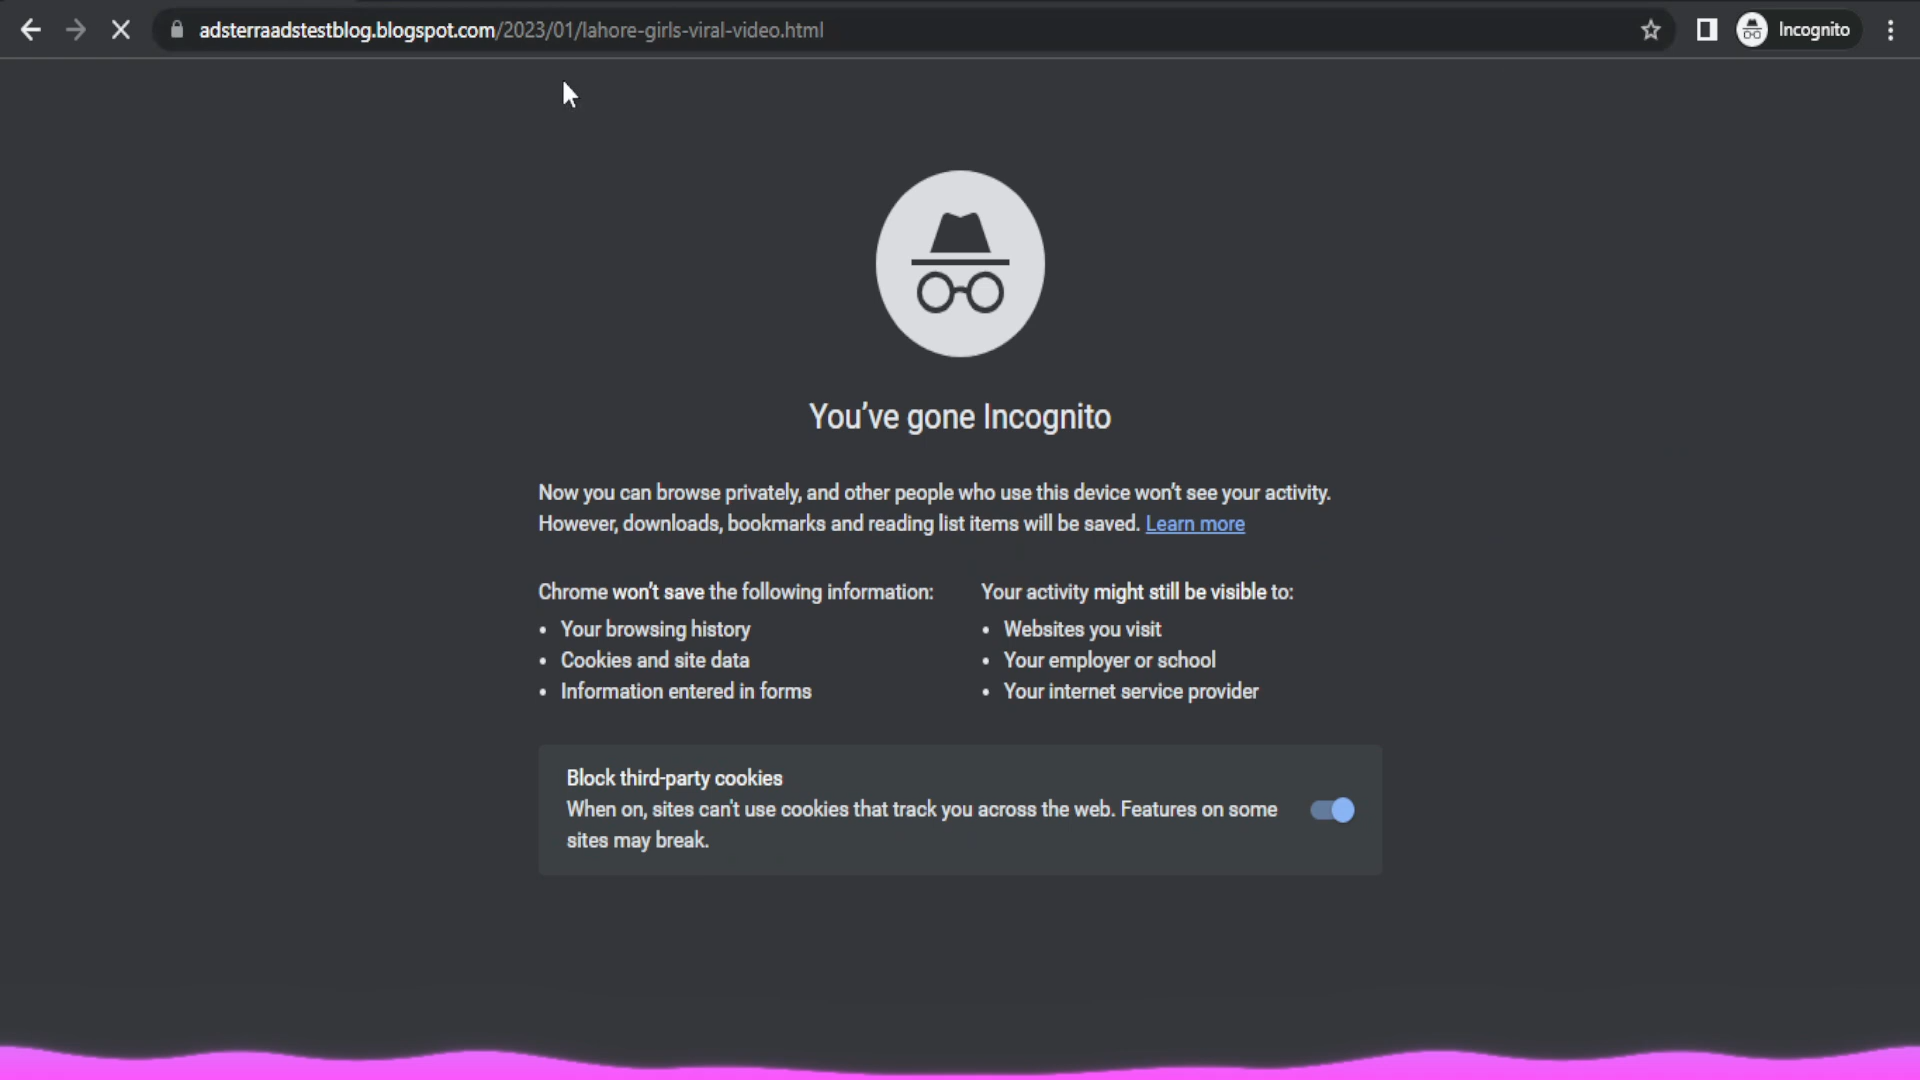 adsterraadstestblog.blogspot.com/2023/01/lahore-girls-viral-video.html
Incognito
You've gone Incognito
Now you can browse privately, and other people who use this device won't see your activity.
However, downloads, bookmarks and reading list items will be saved. Learn more
Chrome won't save the following information:
• Your browsing history
• Cookies and site data
• Information entered in forms
Your activity might still be visible to:
• Websites you visit
• Your employer or school
• Your internet service provider
Block third-party cookies
When on, sites can't use cookies that track you across the web. Features on some
sites may break.